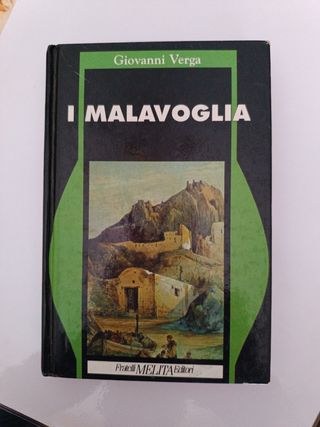 Giovanni Verga
I MALAVOGLIA
Fratelli MELITA Editori